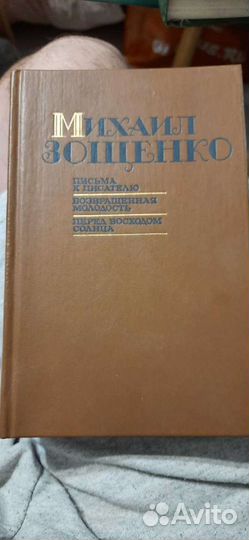 МИХАИЛ
ЗОЩЕНКО
ПИСЬМА
К ПИСАТЕЛЮ
ВОЗВРАЩЕННАЯ
МОЛОДОСТЬ
ПЕРЕД ВОСХОДОМ
СОЛНЦА
Avito